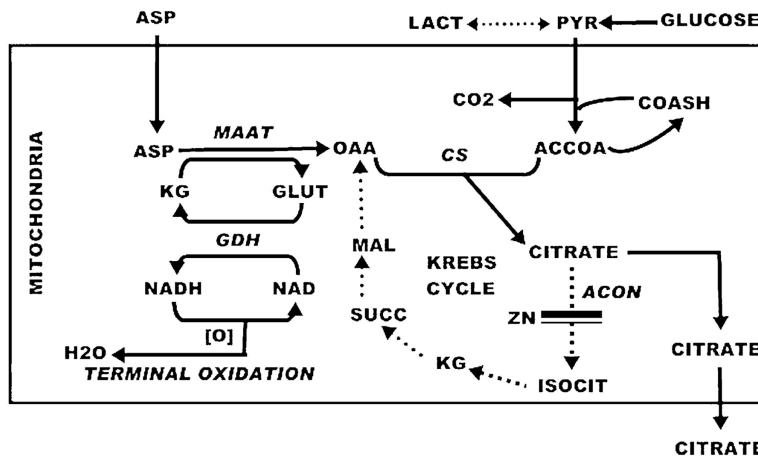 ASP
LACT PYR GLUCOSE
CO2 COASH
MITOCHONDRIA
ASP MAAT OAA CS ACCOA
KG GLUT
GDH
MAL
KREBS
CYCLE
CITRATE
ACON
NADH NAD
SUCC
ZN
[O]
H2O
TERMINAL OXIDATION
KG
ISOCIT
CITRATE
CITRATE